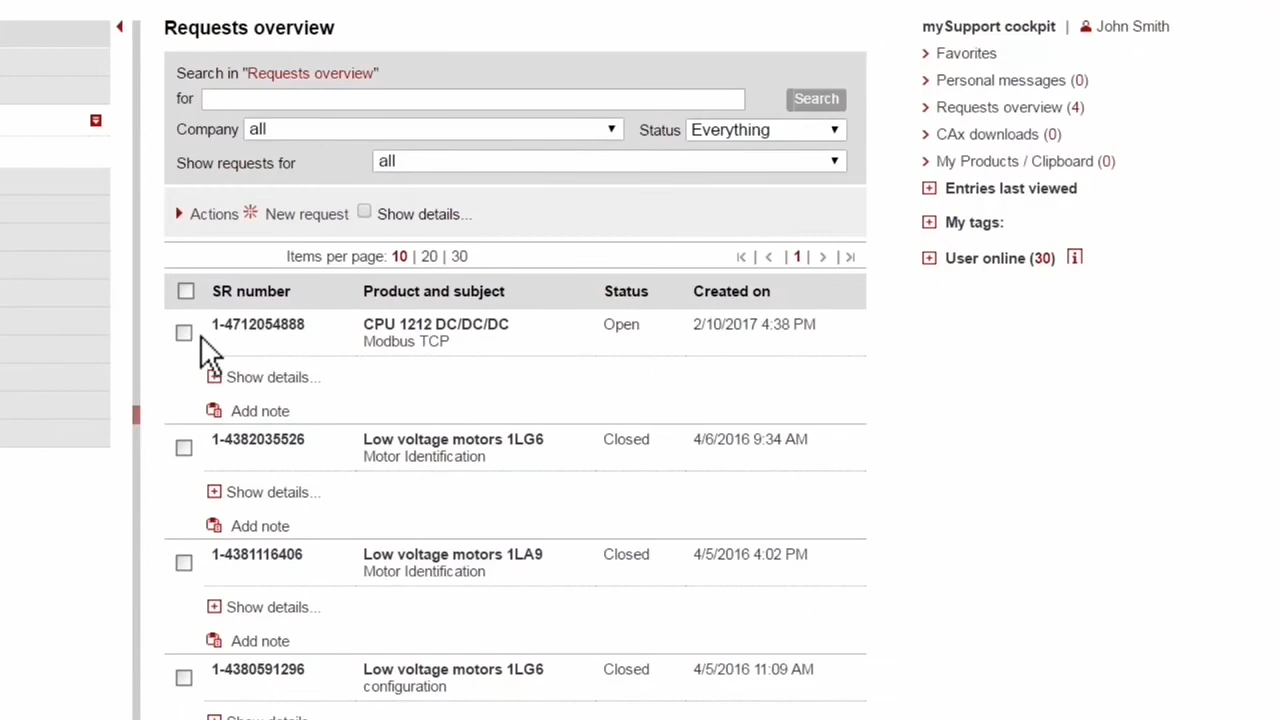 Requests overview
mySupport cockpit | John Smith
Search in "Requests overview"
for
Search
Company all Status Everything
Show requests for all
Actions New request Show details...
Items per page: 10 | 20 | 30
|< | < | 1 | > | >|
SR number Product and subject Status Created on
1-4712054888 CPU 1212 DC/DC/DC Open 2/10/2017 4:38 PM
Modbus TCP
Show details...
Add note
1-4382035526 Low voltage motors 1LG6 Closed 4/6/2016 9:34 AM
Motor Identification
Show details...
Add note
1-4381116406 Low voltage motors 1LA9 Closed 4/5/2016 4:02 PM
Motor Identification
Show details...
Add note
1-4380591296 Low voltage motors 1LG6 Closed 4/5/2016 11:09 AM
configuration
Show details...
Favorites
Personal messages (0)
Requests overview (4)
CAx downloads (0)
My Products / Clipboard (0)
Entries last viewed
My tags:
User online (30)